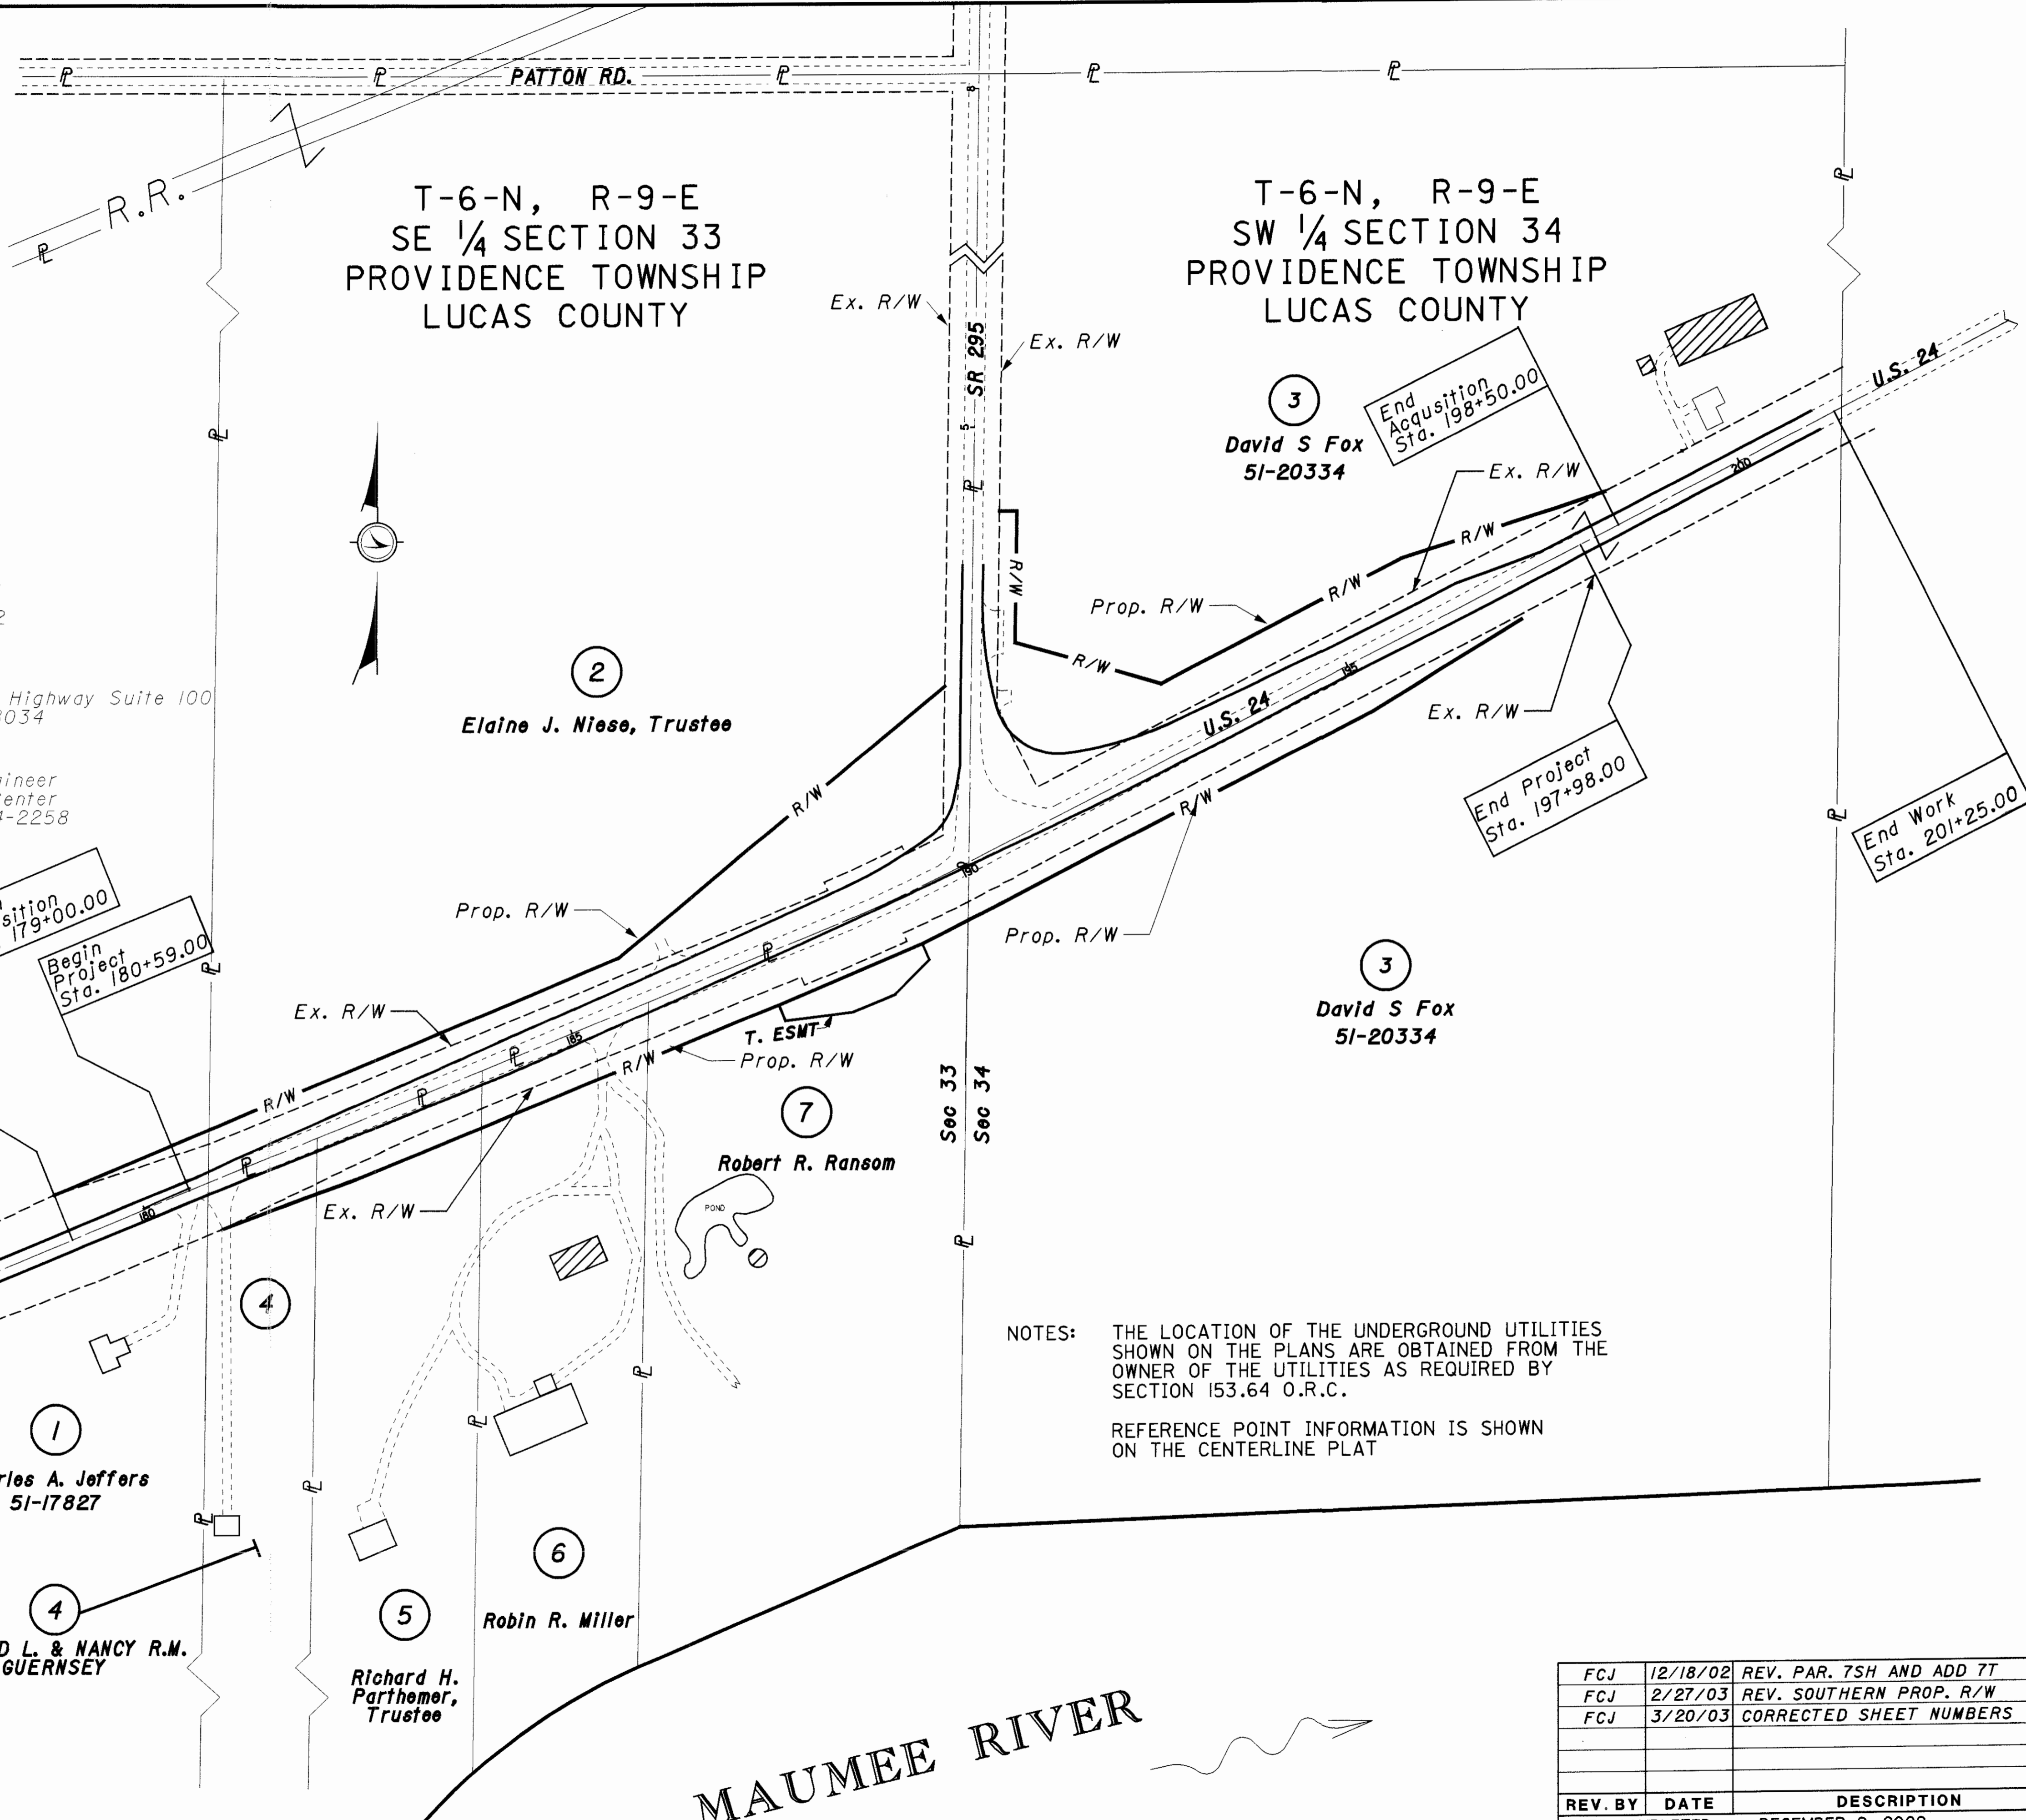 PATTON RD.
R.R.
T-6-N, R-9-E
SE 1/4 SECTION 33
PROVIDENCE TOWNSHIP
LUCAS COUNTY
T-6-N, R-9-E
SW 1/4 SECTION 34
PROVIDENCE TOWNSHIP
LUCAS COUNTY
Ex. R/W
SR 295
Ex. R/W
8
5
3
David S Fox
51-20334
End
Acqusition
Sta. 198+50.00
U.S. 24
200
Ex. R/W
R/W
R/W
R/W
Prop. R/W
R/W
195
U.S. 24
Ex. R/W
End Project
Sta. 197+98.00
End Work
Sta. 201+25.00
2
Elaine J. Niese, Trustee
2
Highway Suite 100
3034
2258
179+00.00
Begin
Project
Sta. 180+59.00
R/W
Prop. R/W
R/W
190
Prop. R/W
3
David S Fox
51-20334
Ex. R/W
185
T. ESMT
Prop. R/W
R/W
R/W
7
Robert R. Ransom
Sec 33
Sec 34
Ex. R/W
180
POND
4
NOTES: THE LOCATION OF THE UNDERGROUND UTILITIES
SHOWN ON THE PLANS ARE OBTAINED FROM THE
OWNER OF THE UTILITIES AS REQUIRED BY
SECTION 153.64 O.R.C.
REFERENCE POINT INFORMATION IS SHOWN
ON THE CENTERLINE PLAT
1
A. Jeffers
51-17827
4
L. & NANCY R.M.
GUERNSEY
5
Richard H.
Parthemer,
Trustee
6
Robin R. Miller
MAUMEE RIVER
FCJ 12/18/02 REV. PAR. 7SH AND ADD 7T
FCJ 2/27/03 REV. SOUTHERN PROP. R/W
FCJ 3/20/03 CORRECTED SHEET NUMBERS
REV. BY DATE DESCRIPTION